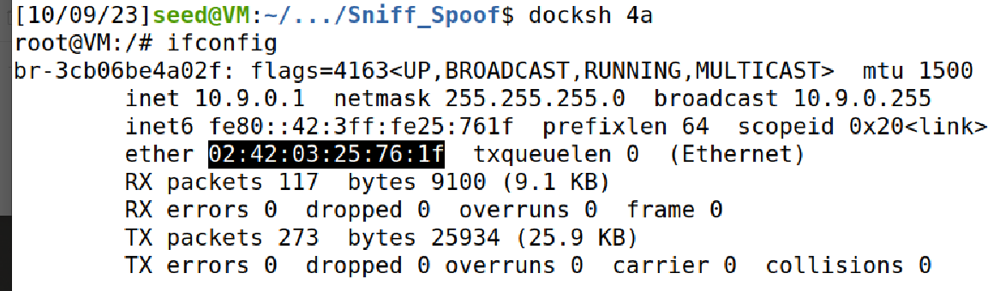 [10/09/23]seed@VM:~/.../Sniff_Spoof$ docksh 4a
root@VM:/# ifconfig
br-3cb06be4a02f: flags=4163<UP,BROADCAST,RUNNING,MULTICAST>  mtu 1500
        inet 10.9.0.1  netmask 255.255.255.0  broadcast 10.9.0.255
        inet6 fe80::42:3ff:fe25:761f  prefixlen 64  scopeid 0x20<link>
        ether 02:42:03:25:76:1f  txqueuelen 0  (Ethernet)
        RX packets 117  bytes 9100 (9.1 KB)
        RX errors 0  dropped 0  overruns 0  frame 0
        TX packets 273  bytes 25934 (25.9 KB)
        TX errors 0  dropped 0 overruns 0  carrier 0  collisions 0